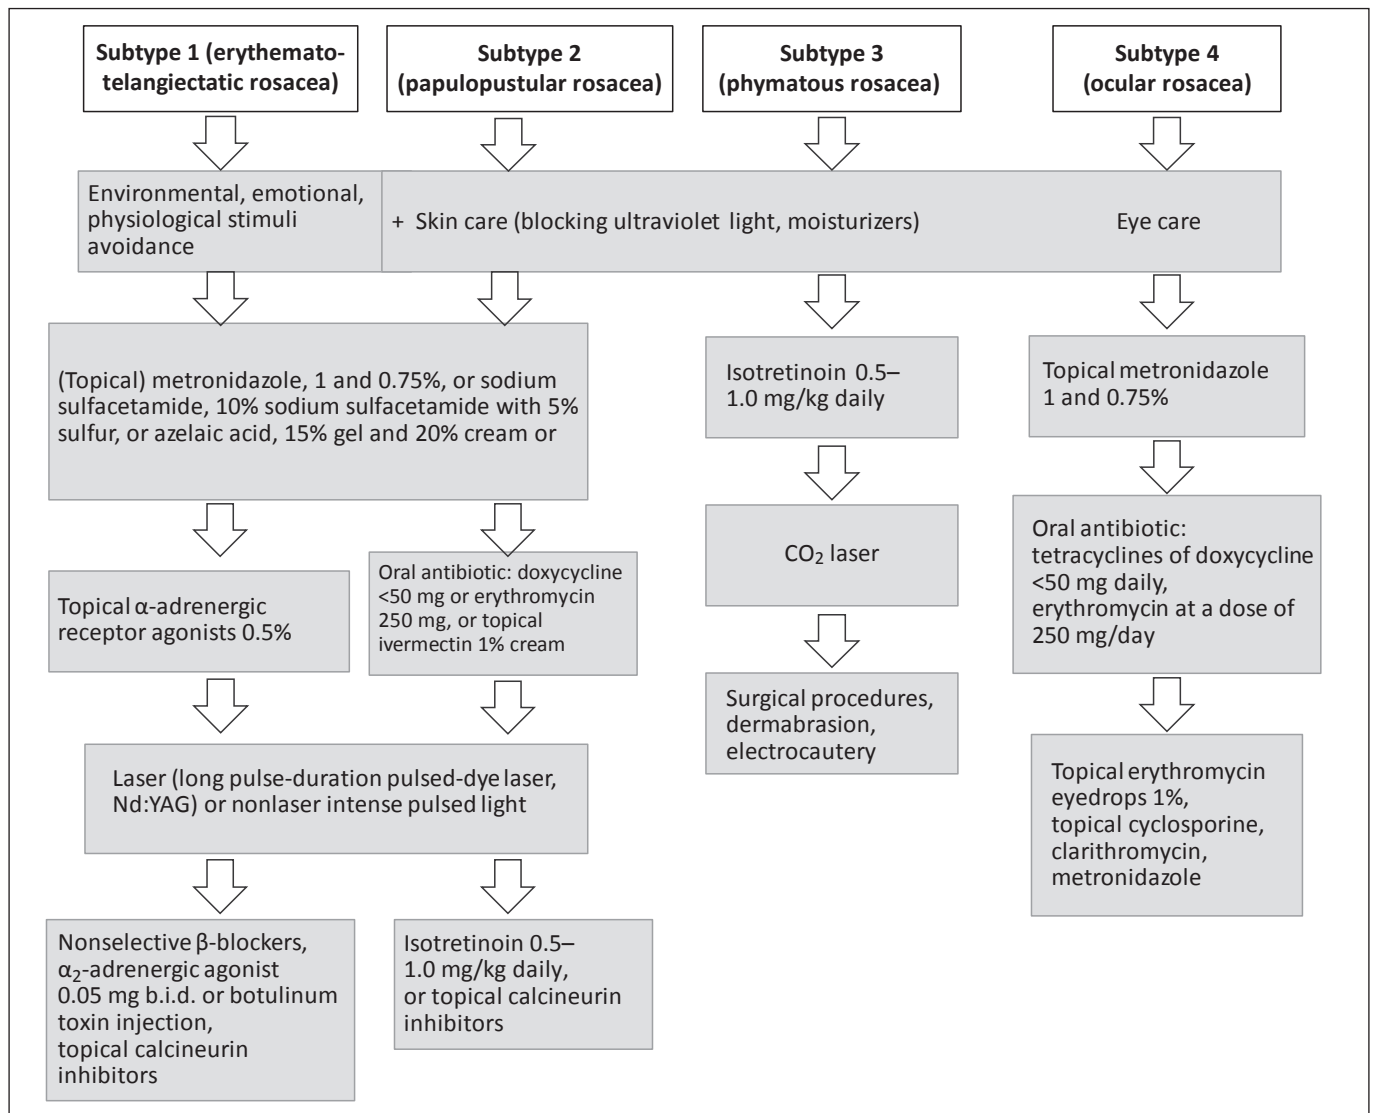 Subtype 1 (erythemato-
telangiectatic rosacea)
Subtype 2
(papulopustular rosacea)
Subtype 3
(phymatous rosacea)
Subtype 4
(ocular rosacea)
Environmental, emotional,
physiological stimuli
avoidance
+ Skin care (blocking ultraviolet light, moisturizers)
Eye care
(Topical) metronidazole, 1 and 0.75%, or sodium
sulfacetamide, 10% sodium sulfacetamide with 5%
sulfur, or azelaic acid, 15% gel and 20% cream or
Isotretinoin 0.5–
1.0 mg/kg daily
Topical metronidazole
1 and 0.75%
Topical α-adrenergic
receptor agonists 0.5%
Oral antibiotic: doxycycline
<50 mg or erythromycin
250 mg, or topical
ivermectin 1% cream
CO₂ laser
Oral antibiotic:
tetracyclines of doxycycline
<50 mg daily,
erythromycin at a dose of
250 mg/day
Surgical procedures,
dermabrasion,
electrocautery
Laser (long pulse-duration pulsed-dye laser,
Nd:YAG) or nonlaser intense pulsed light
Topical erythromycin
eyedrops 1%,
topical cyclosporine,
clarithromycin,
metronidazole
Nonselective β-blockers,
α₂-adrenergic agonist
0.05 mg b.i.d. or botulinum
toxin injection,
topical calcineurin
inhibitors
Isotretinoin 0.5–
1.0 mg/kg daily,
or topical calcineurin
inhibitors